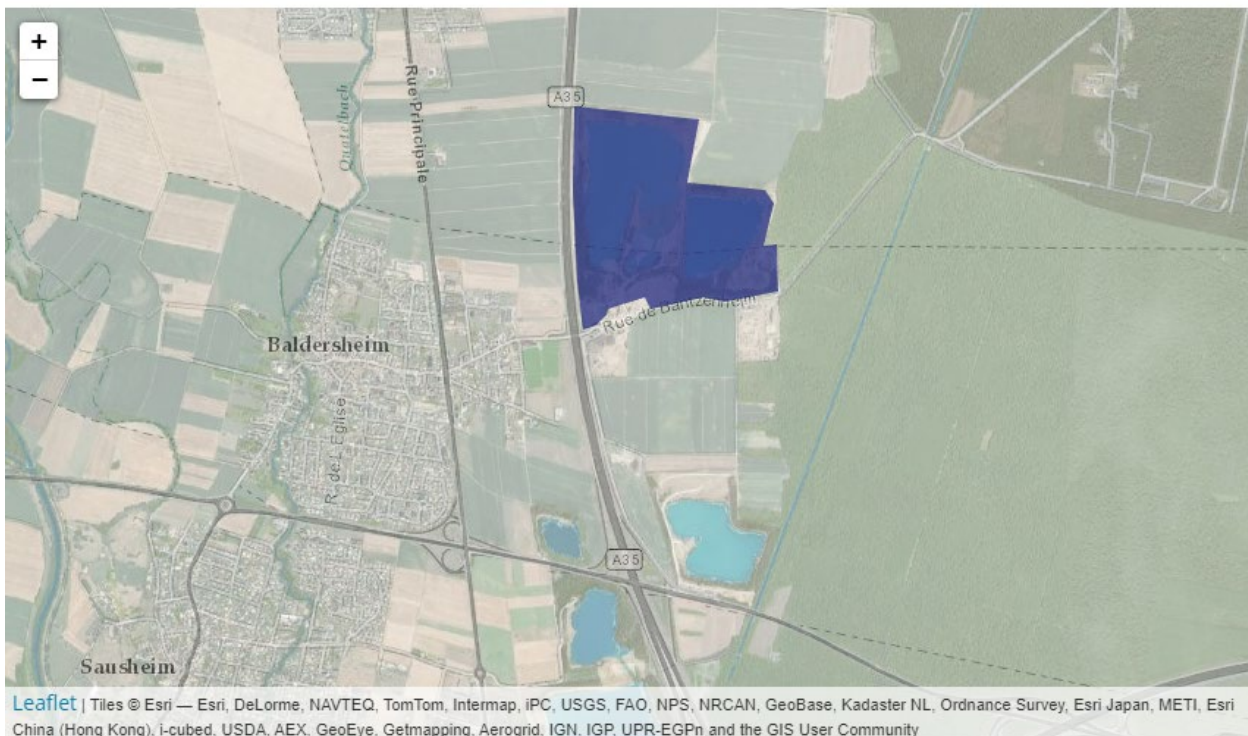 +
−
A35
Rue Principale
Quatelbach
Rue de Bantzenheim
Baldersheim
R. de L'Eglise
A35
Sausheim
Leaflet | Tiles © Esri — Esri, DeLorme, NAVTEQ, TomTom, Intermap, iPC, USGS, FAO, NPS, NRCAN, GeoBase, Kadaster NL, Ordnance Survey, Esri Japan, METI, Esri
China (Hong Kong), i-cubed, USDA, AEX, GeoEye, Getmapping, Aerogrid, IGN, IGP, UPR-EGPn and the GIS User Community